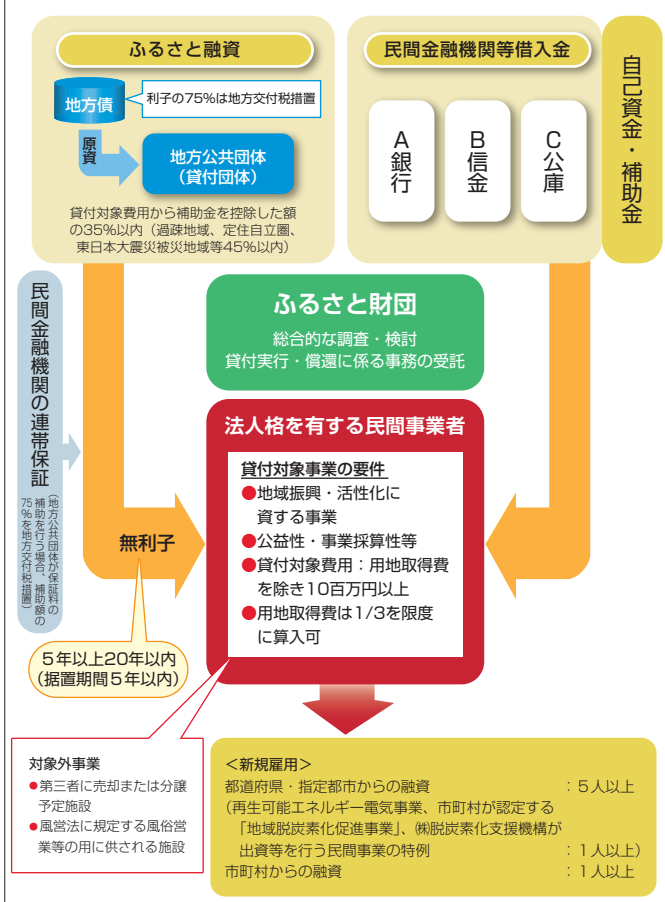 ふるさと融資
地方債
利子の75%は地方交付税措置
原資
地方公共団体
(貸付団体)
貸付対象費用から補助金を控除した額
の35%以内(過疎地域、定住自立圏、
東日本大震災被災地域等45%以内)
民間金融機関等借入金
A銀行
B信金
C公庫
自己資金・補助金
民間金融機関の連帯保証
(地方公共団体が保証料の
補助を行う場合、補助額の
75%を地方交付税措置)
ふるさと財団
総合的な調査・検討
貸付実行・償還に係る事務の受託
法人格を有する民間事業者
貸付対象事業の要件
●地域振興・活性化に
資する事業
●公益性・事業採算性等
●貸付対象費用:用地取得費
を除き10百万円以上
●用地取得費は1/3を限度
に算入可
無利子
5年以上20年以内
(据置期間5年以内)
対象外事業
●第三者に売却または分譲
予定施設
●風営法に規定する風俗営
業等の用に供される施設
<新規雇用>
都道府県・指定都市からの融資 :5人以上
(再生可能エネルギー電気事業、市町村が認定する
「地域脱炭素化促進事業」、㈱脱炭素化支援機構が
出資等を行う民間事業の特例 :1人以上)
市町村からの融資 :1人以上